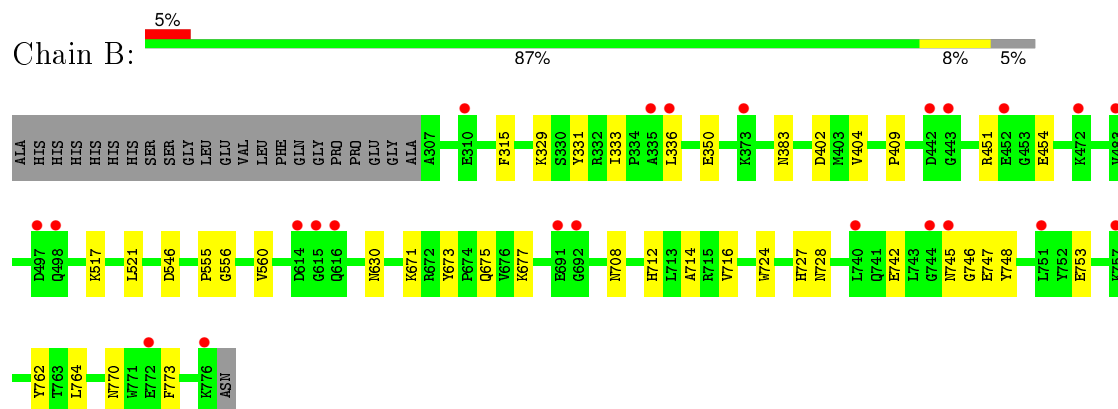 5%
Chain B:
87% 8% 5%
ALA HIS HIS HIS HIS HIS HIS SER SER GLY LEU GLU VAL LEU PHE GLN GLY PRO PRO GLU GLY ALA A307 E310 F315 K329 S330 Y331 R332 I333 P334 A335 L336 E350 K373 N383 D402 M403 V404 P409 D442 G443 R451 E452 G453 E454 K472 V483
D497 Q498 K517 L521 D546 P555 G556 V560 D614 G615 Q616 N630 K671 R672 Y673 P674 Q675 V676 K677 E691 G692 N708 H712 L713 A714 R715 V716 W724 H727 N728 L740 Q741 E742 L743 G744 N745 G746 E747 Y748 L751 Y752 E753 K757
Y762 T763 L764 N770 W771 E772 F773 K776 ASN